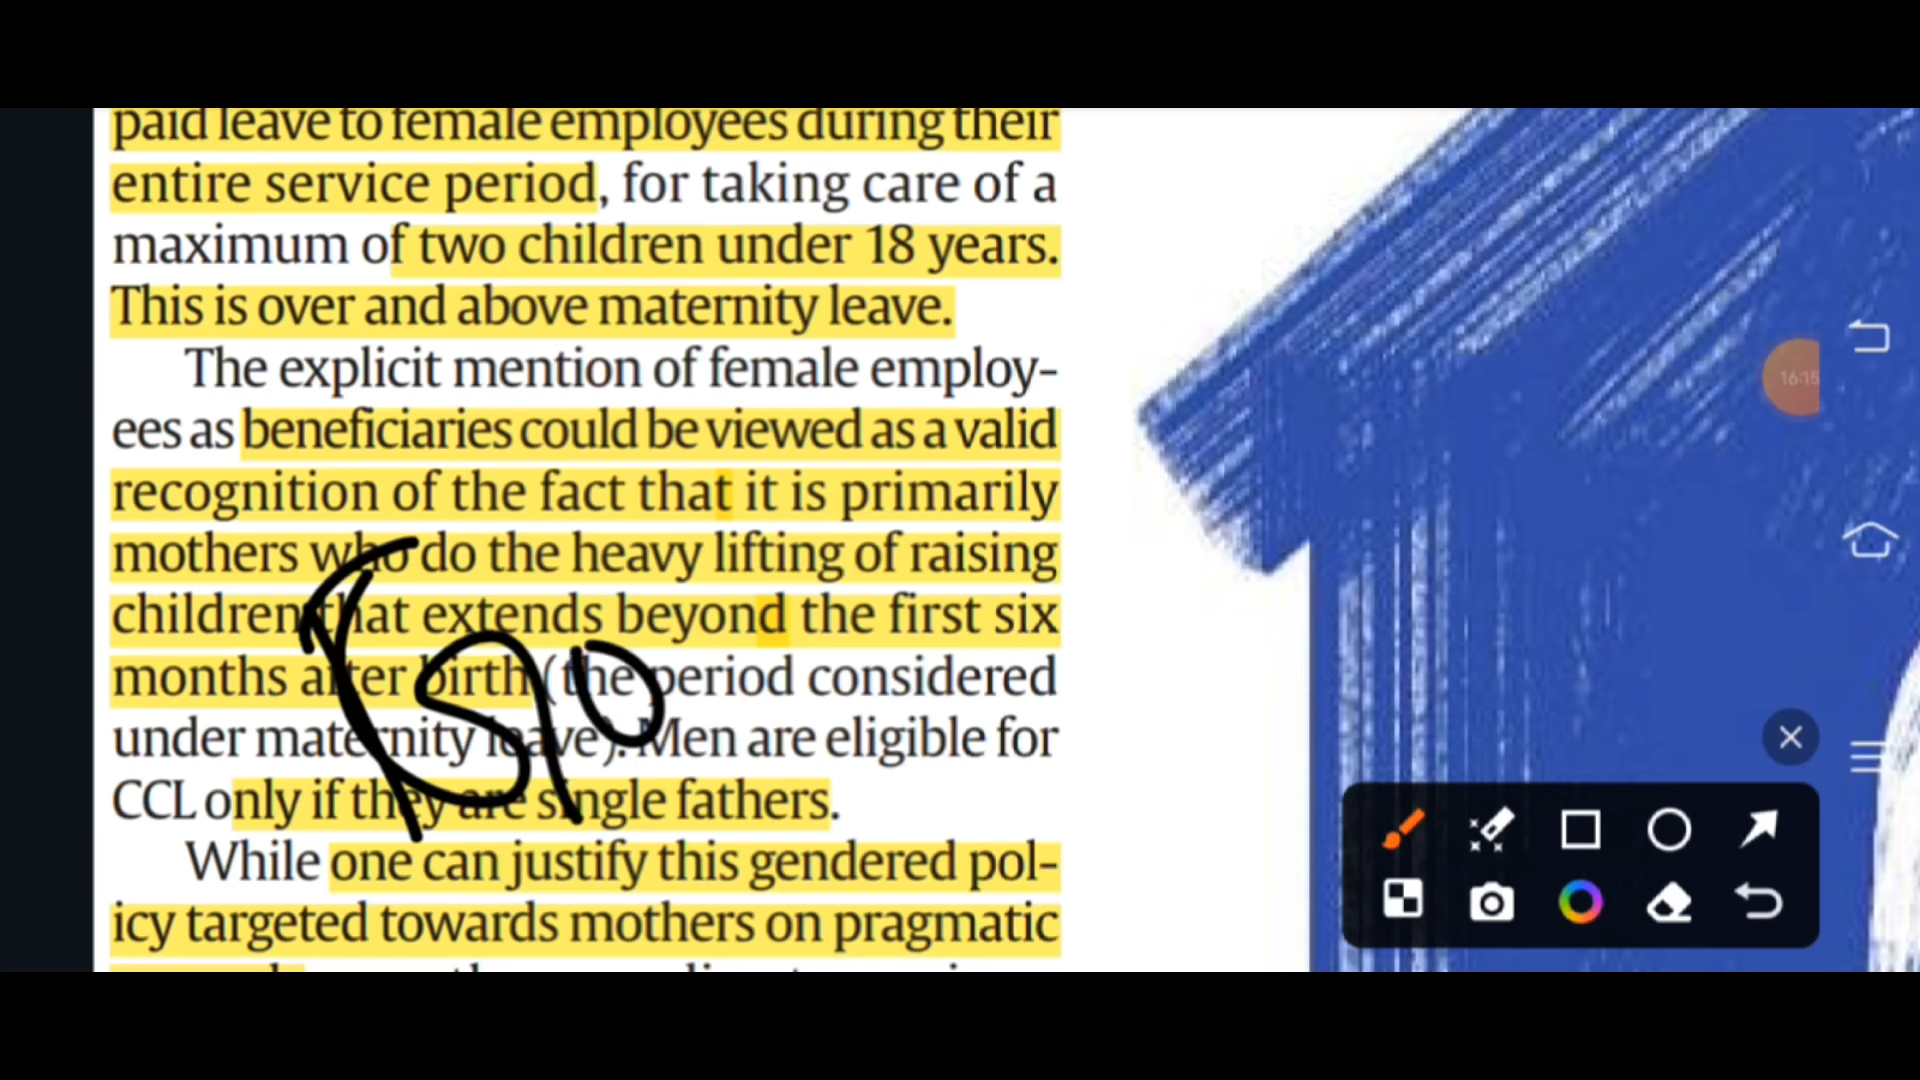 paid leave to female employees during their
entire service period, for taking care of a
maximum of two children under 18 years.
This is over and above maternity leave.
The explicit mention of female employ-
ees as beneficiaries could be viewed as a valid
recognition of the fact that it is primarily
mothers who do the heavy lifting of raising
children that extends beyond the first six
months after birth (the period considered
under maternity leave). Men are eligible for
CCL only if they are single fathers.
While one can justify this gendered pol-
icy targeted towards mothers on pragmatic
16:15